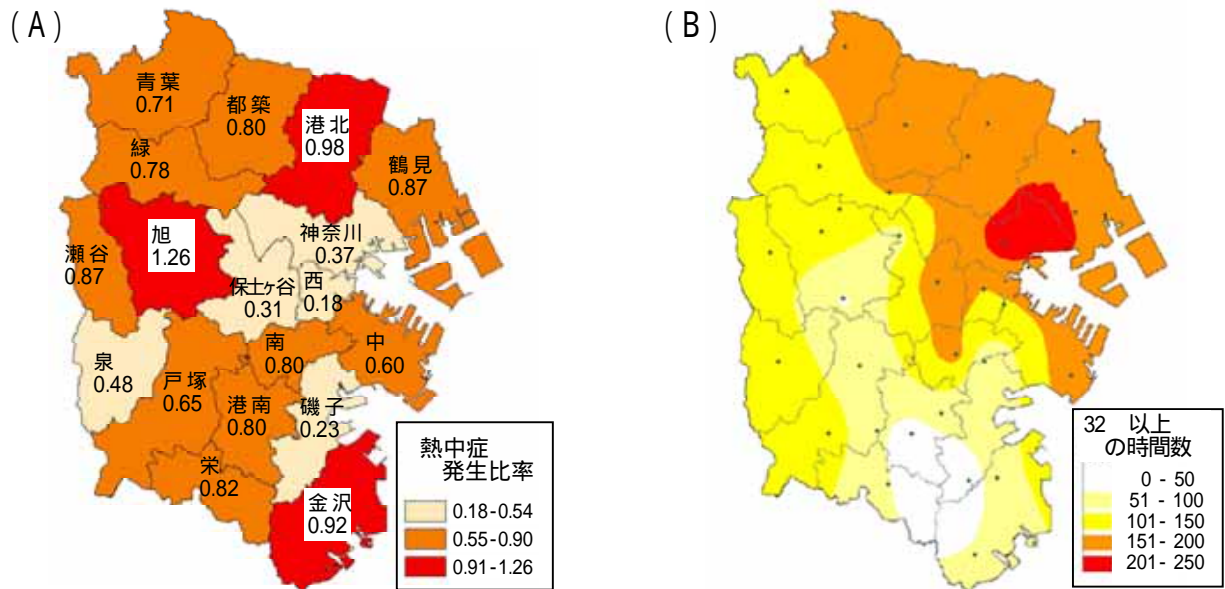 (A)
青葉
0.71
都築
0.80
港北
0.98
緑
0.78
鶴見
0.87
旭
1.26
神奈川
0.37
瀬谷
0.87
保土ヶ谷
0.31
西
0.18
泉
0.48
南
0.80
中
0.60
戸塚
0.65
港南
0.80
磯子
0.23
栄
0.82
金沢
0.92
熱中症
発生比率
0.18-0.54
0.55-0.90
0.91-1.26
(B)
32 以上
の時間数
0 - 50
51 - 100
101 - 150
151 - 200
201 - 250